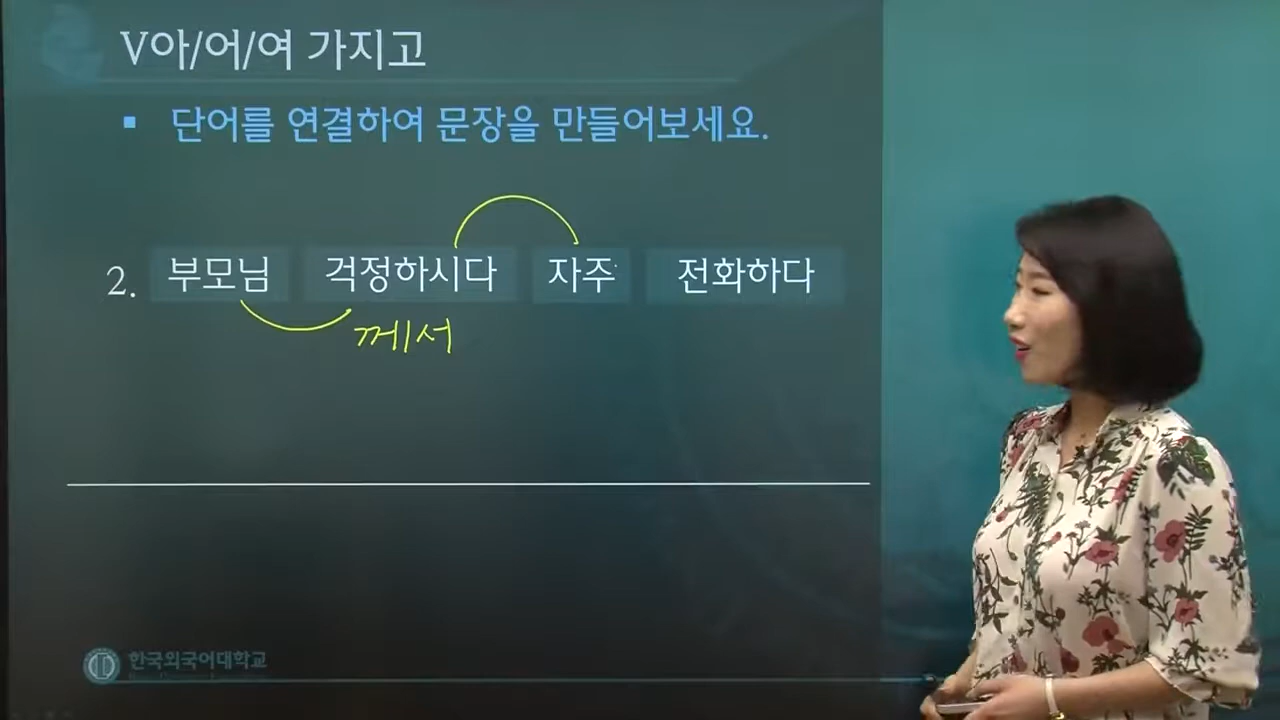 V아/어/여 가지고
▪ 단어를 연결하여 문장을 만들어보세요.
2. 부모님 걱정하시다 자주 전화하다
께서
한국외국어대학교